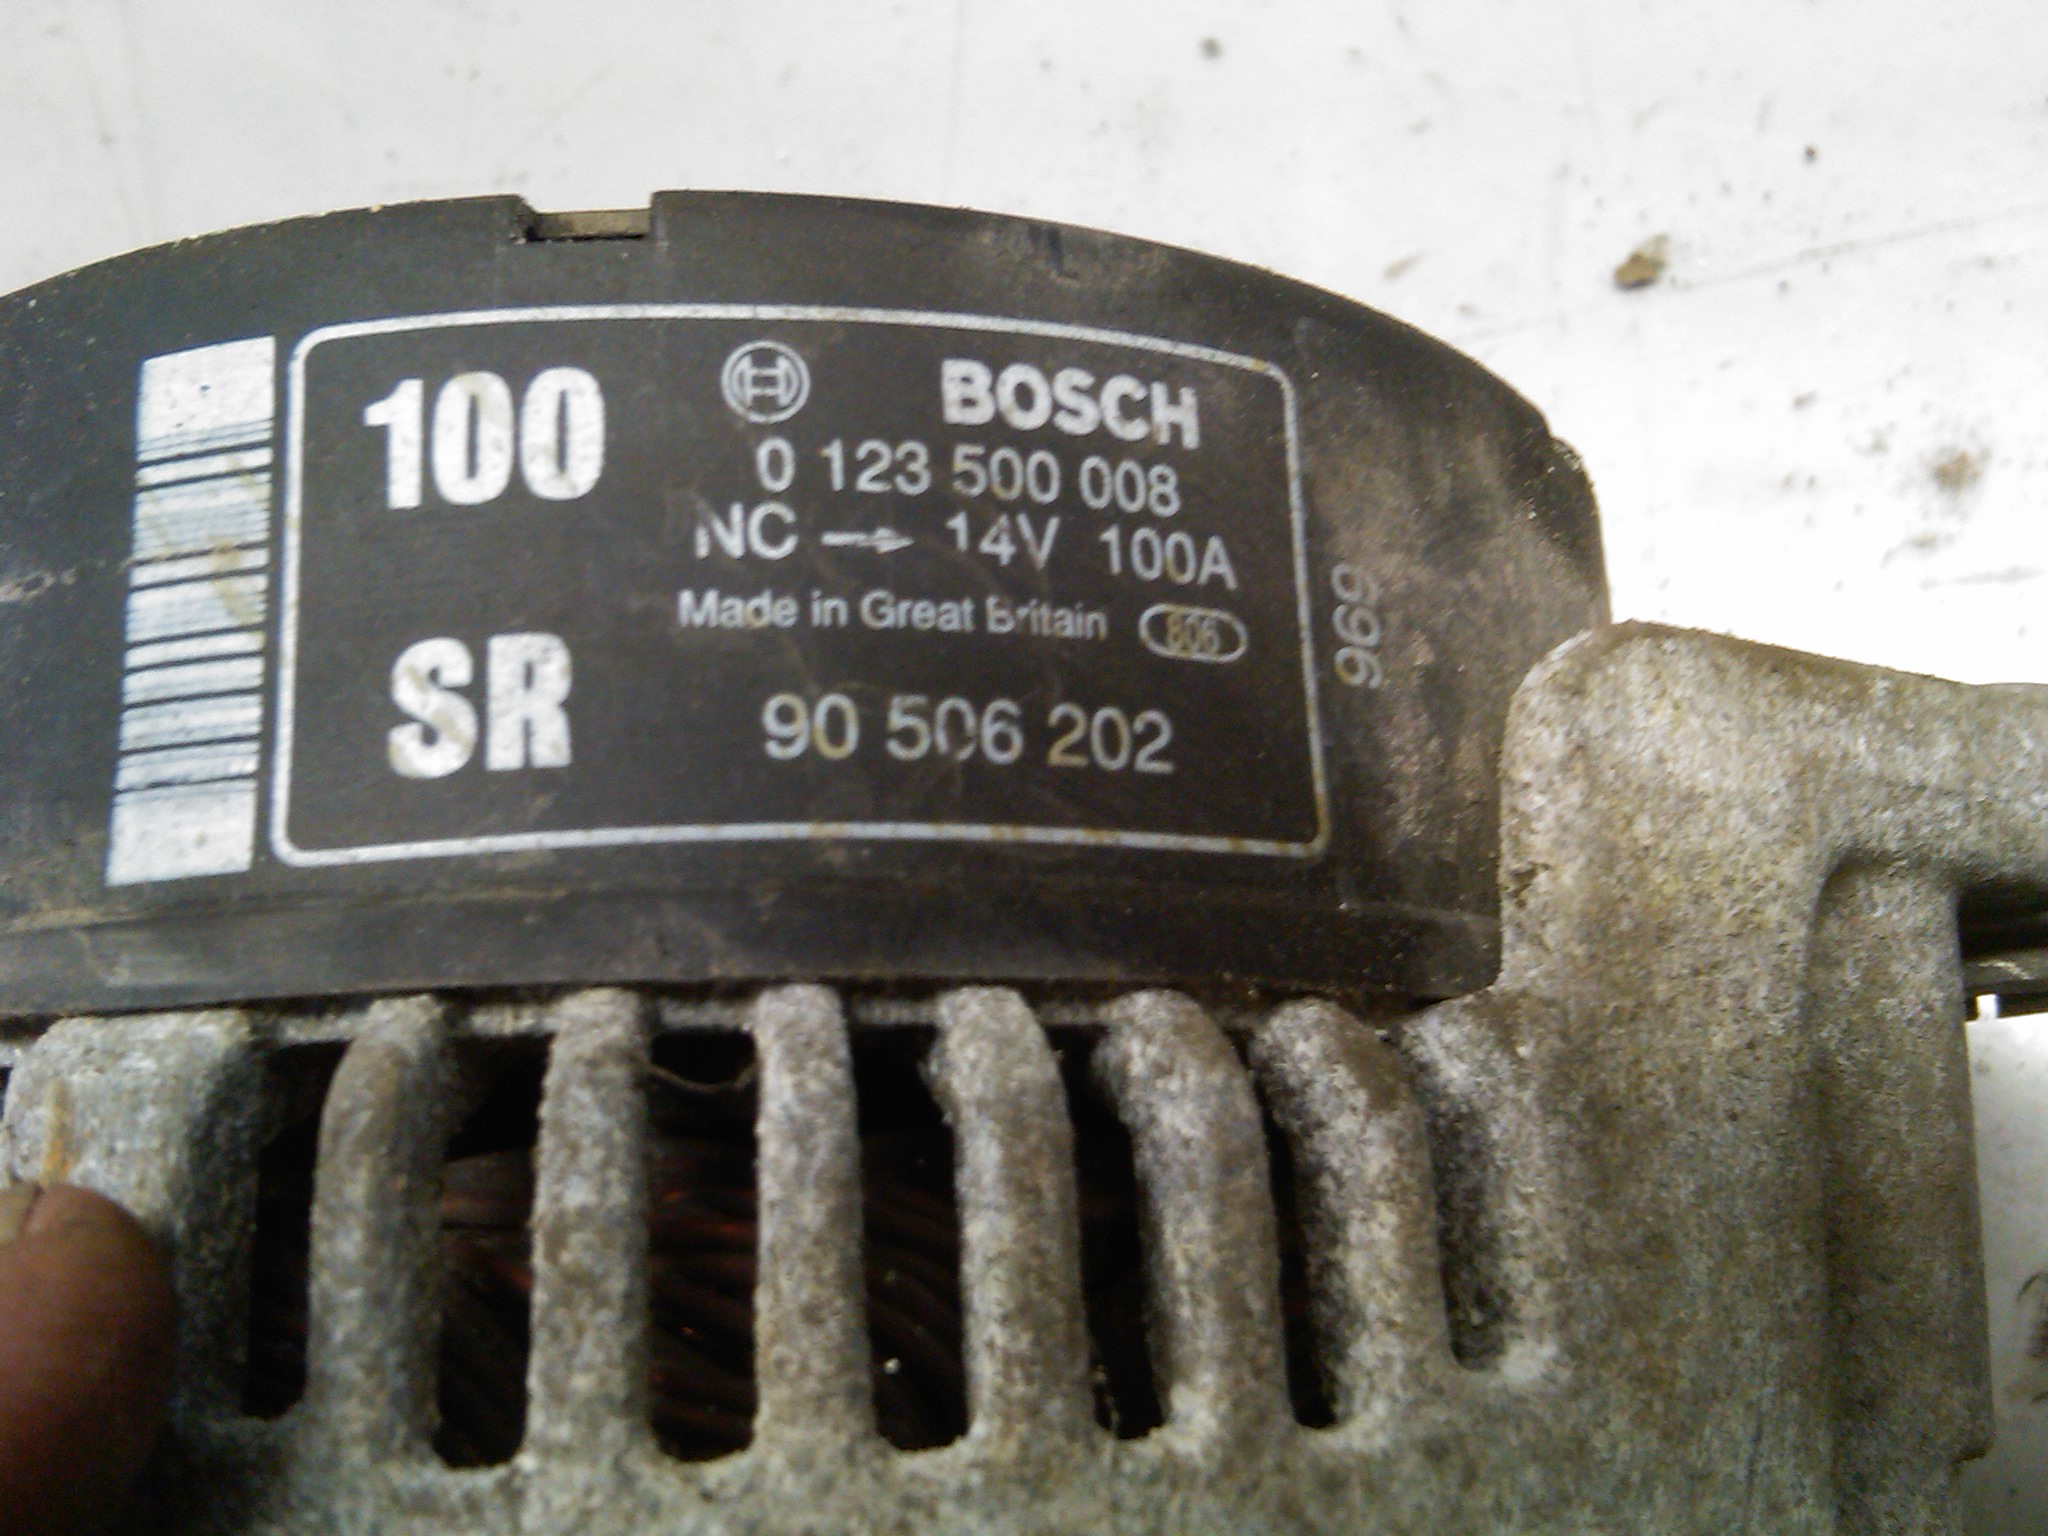 100
BOSCH
0 123 500 008
NC → 14V 100A
Made in Great Britain 806
SR
90 506 202
969